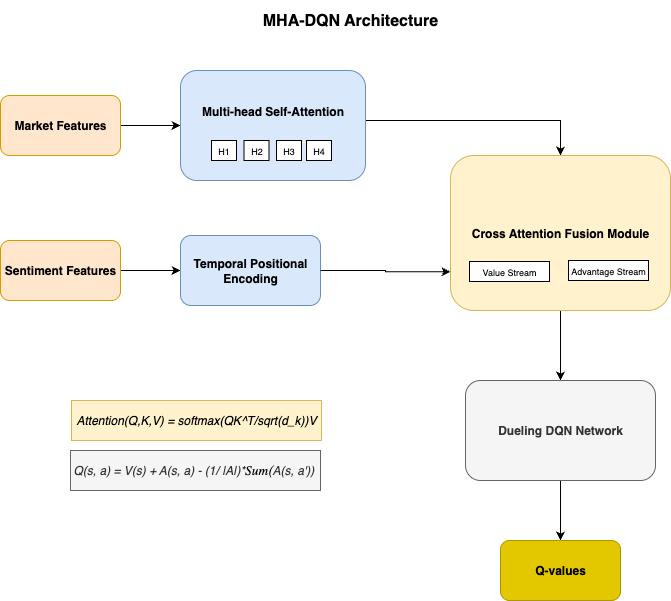 MHA-DQN Architecture
Market Features
Multi-head Self-Attention
H1 H2 H3 H4
Cross Attention Fusion Module
Value Stream Advantage Stream
Sentiment Features
Temporal Positional
Encoding
Attention(Q,K,V) = softmax(QK^T/sqrt(d_k))V
Q(s, a) = V(s) + A(s, a) - (1/ |A|)*Sum(A(s, a'))
Dueling DQN Network
Q-values